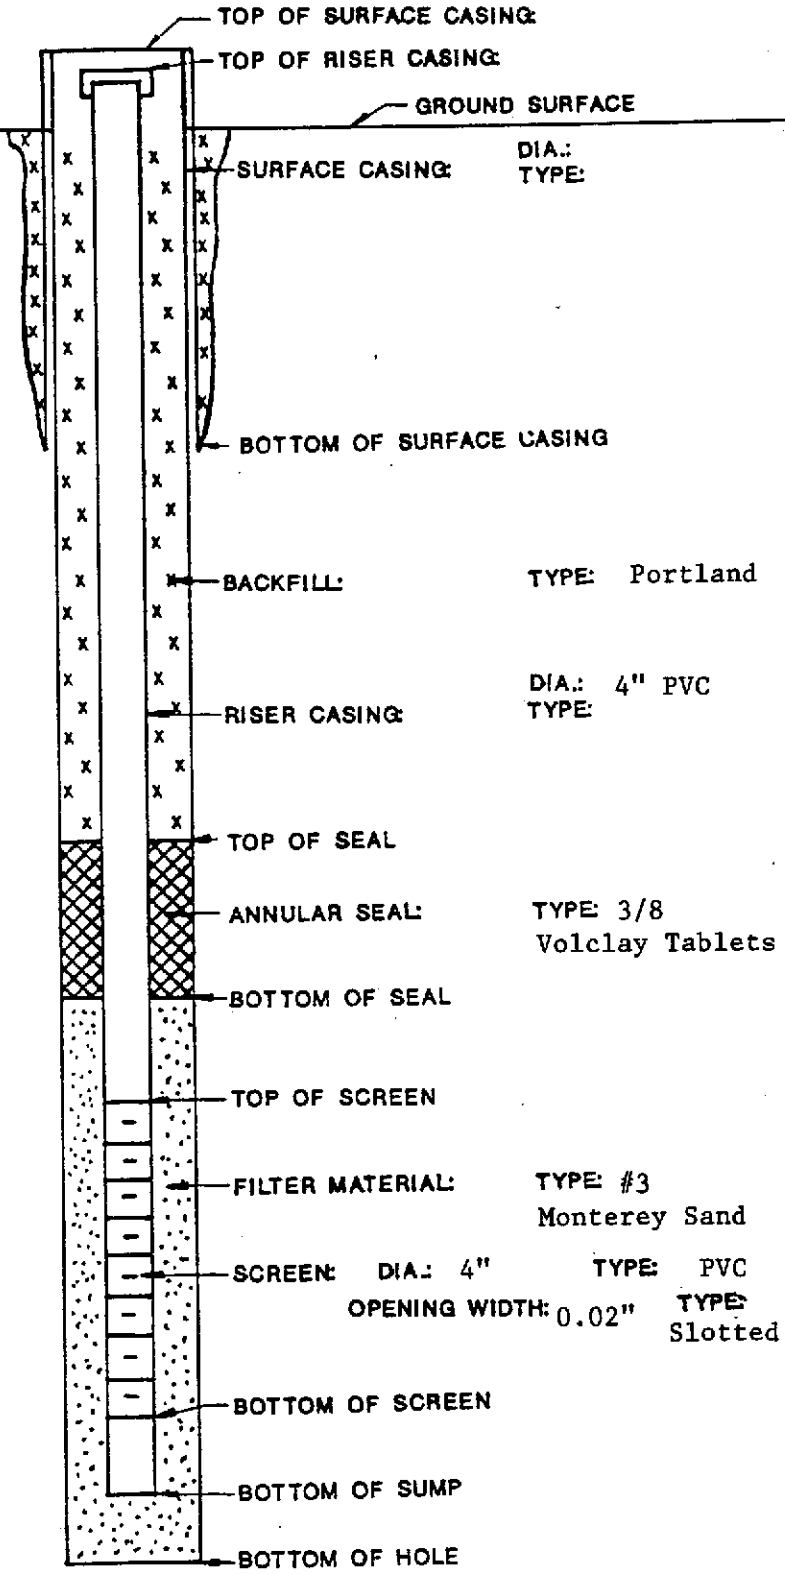 TOP OF SURFACE CASING:
TOP OF RISER CASING:
GROUND SURFACE
SURFACE CASING: DIA.:
TYPE:
BOTTOM OF SURFACE CASING
BACKFILL: TYPE: Portland
DIA.: 4" PVC
RISER CASING: TYPE:
TOP OF SEAL
ANNULAR SEAL: TYPE: 3/8
Volclay Tablets
BOTTOM OF SEAL
TOP OF SCREEN
FILTER MATERIAL: TYPE: #3
Monterey Sand
SCREEN: DIA.: 4" TYPE: PVC
OPENING WIDTH: 0.02" TYPE:
Slotted
BOTTOM OF SCREEN
BOTTOM OF SUMP
BOTTOM OF HOLE